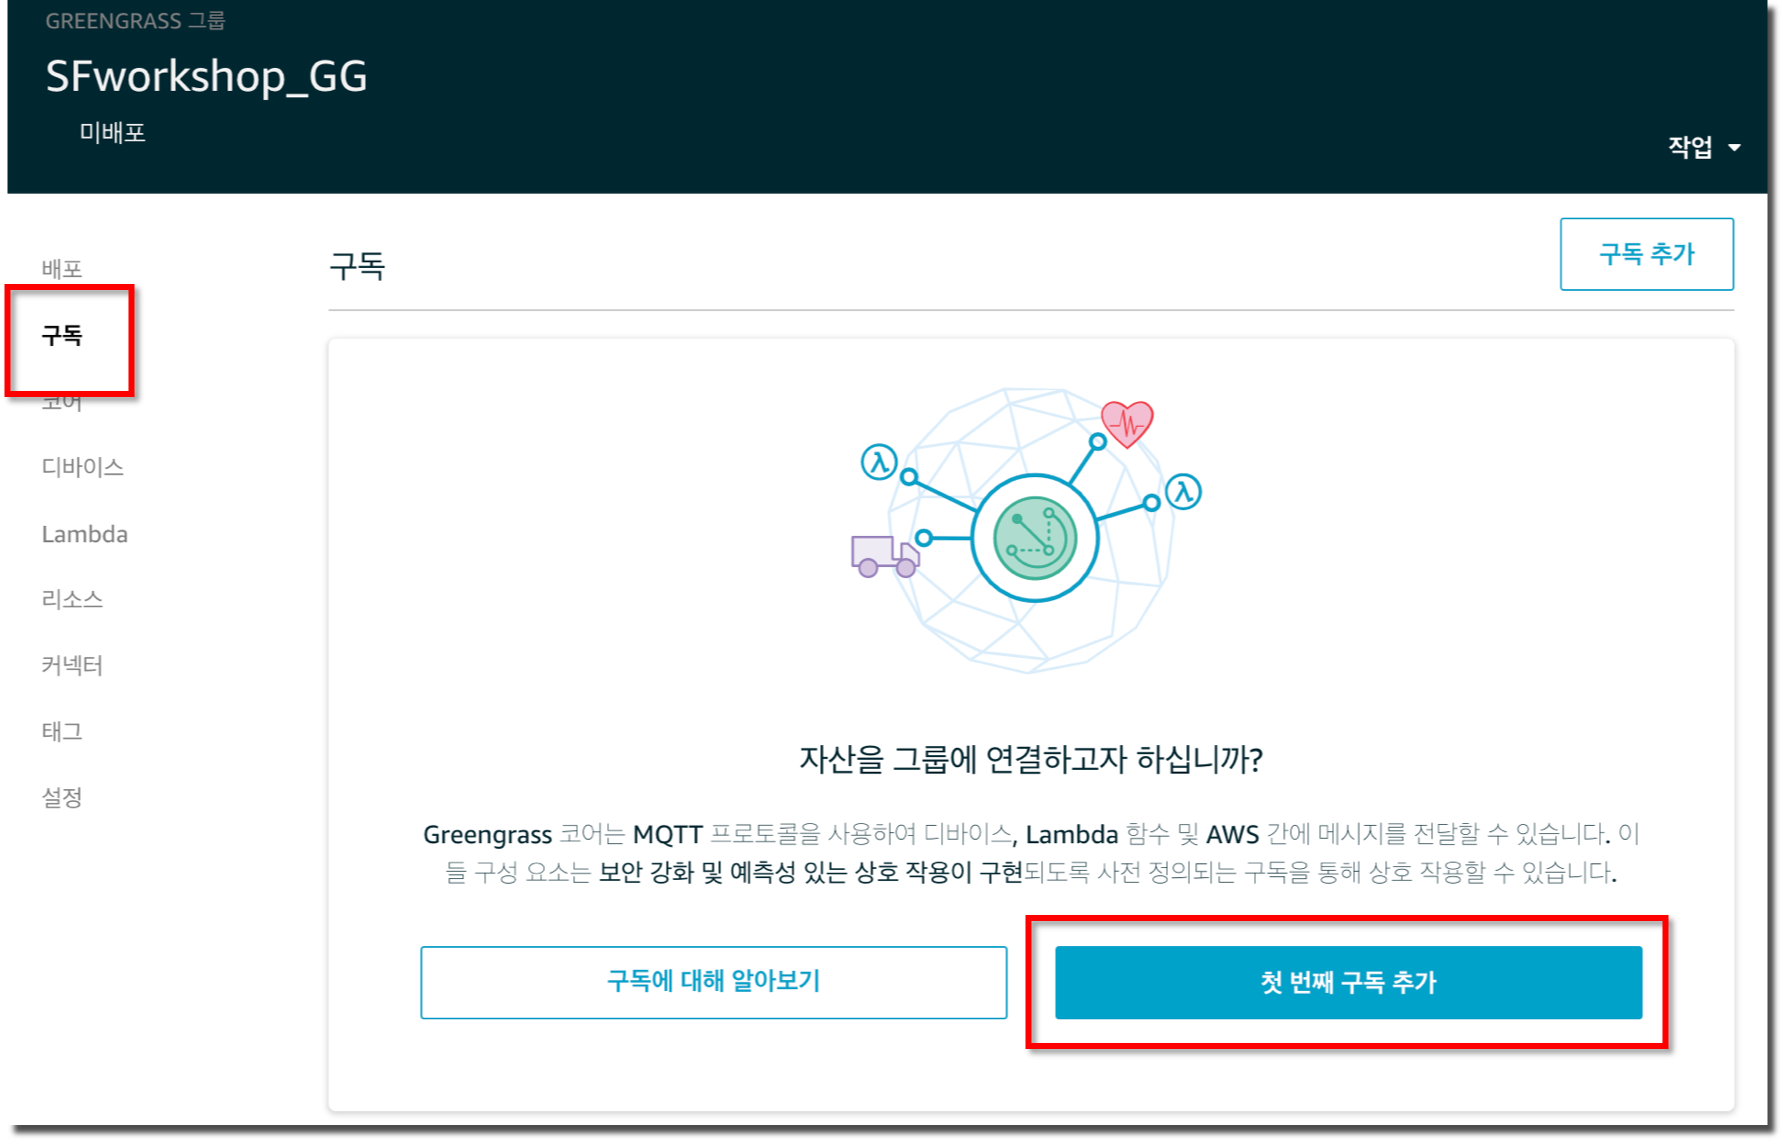 GREENGRASS 그룹
SFworkshop_GG
미배포
작업
배포
구독
코어
디바이스
Lambda
리소스
커넥터
태그
설정
구독
구독 추가
λ
λ
자산을 그룹에 연결하고자 하십니까?
Greengrass 코어는 MQTT 프로토콜을 사용하여 디바이스, Lambda 함수 및 AWS 간에 메시지를 전달할 수 있습니다. 이
들 구성 요소는 보안 강화 및 예측성 있는 상호 작용이 구현되도록 사전 정의되는 구독을 통해 상호 작용할 수 있습니다.
구독에 대해 알아보기
첫 번째 구독 추가